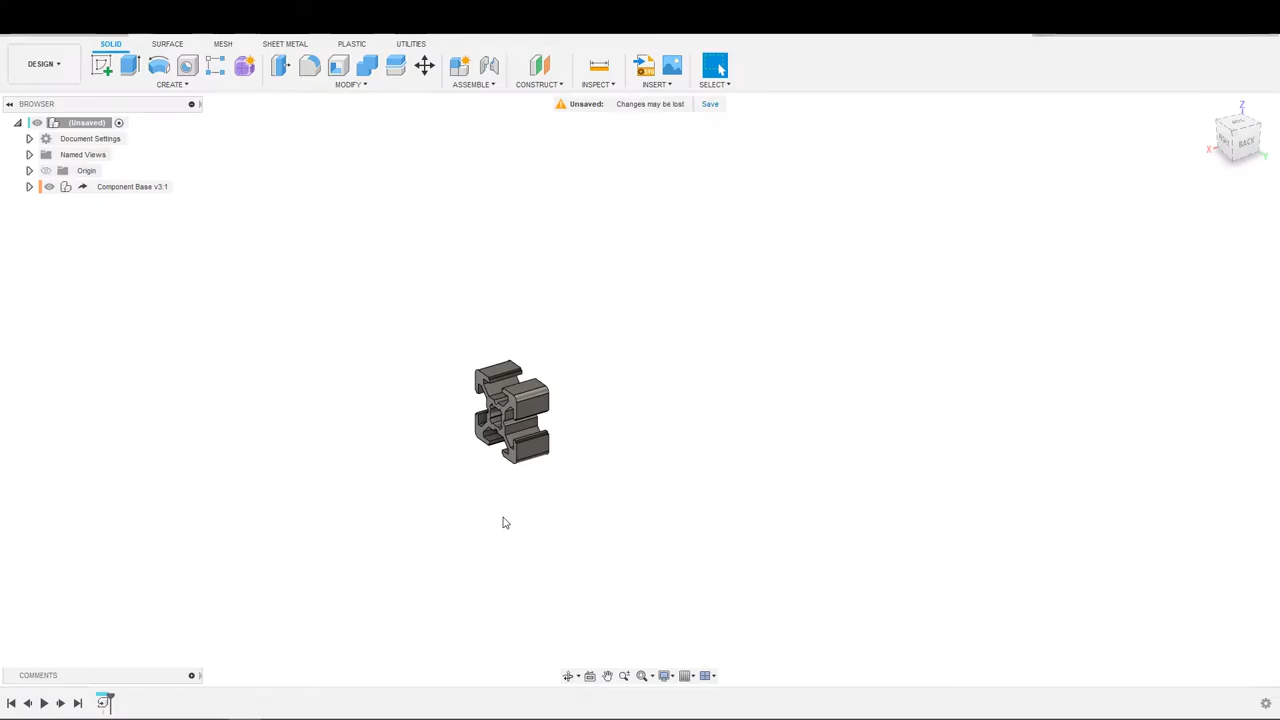 SOLID SURFACE MESH SHEET METAL PLASTIC UTILITIES
DESIGN
CREATE MODIFY ASSEMBLE CONSTRUCT INSPECT INSERT SELECT
BROWSER
Unsaved: Changes may be lost Save
(Unsaved)
Document Settings
Named Views
Origin
Component Base v3:1
Z
BACK
X
Y
COMMENTS